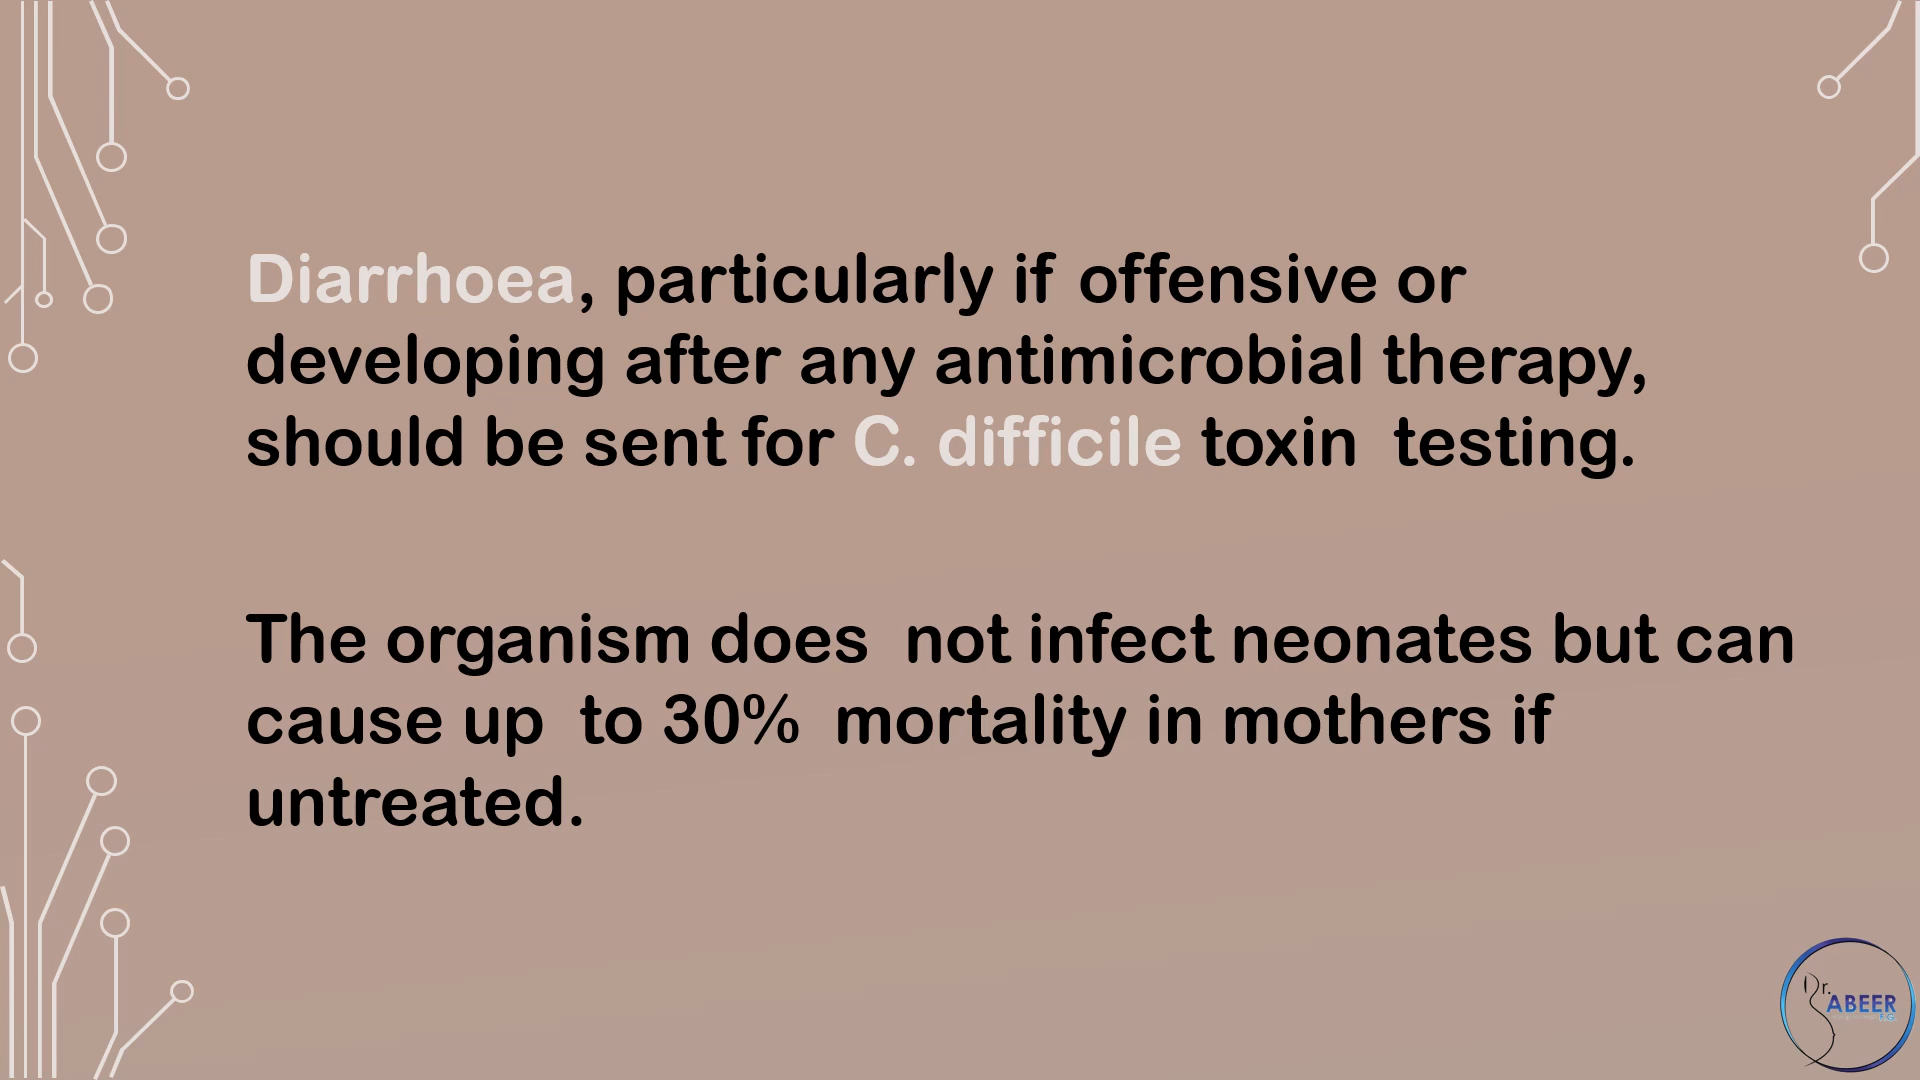 Diarrhoea, particularly if offensive or
developing after any antimicrobial therapy,
should be sent for C. difficile toxin testing.
The organism does not infect neonates but can
cause up to 30% mortality in mothers if
untreated.
Dr.
ABEER
F.G.